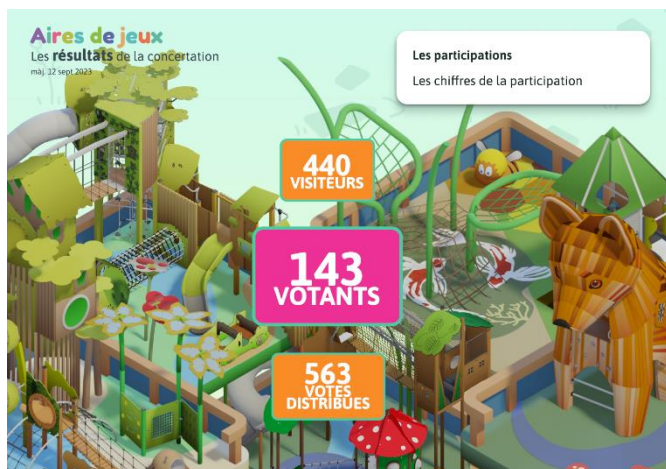 Aires de jeux
Les résultats de la concertation
màj. 12 sept 2023
Les participations
Les chiffres de la participation
440
VISITEURS
143
VOTANTS
563
VOTES
DISTRIBUES